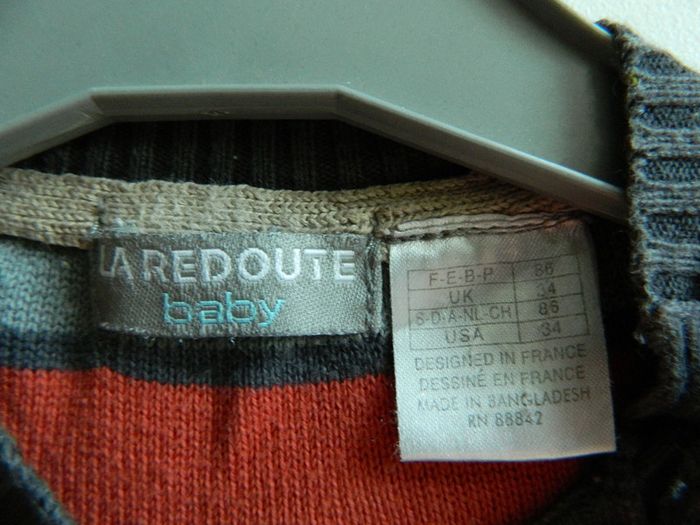 LA REDOUTE
baby
F-E-B-P 86
UK 34
S-D-A-NL-CH 86
USA 34
DESIGNED IN FRANCE
DESSINÉ EN FRANCE
MADE IN BANGLADESH
RN 88842